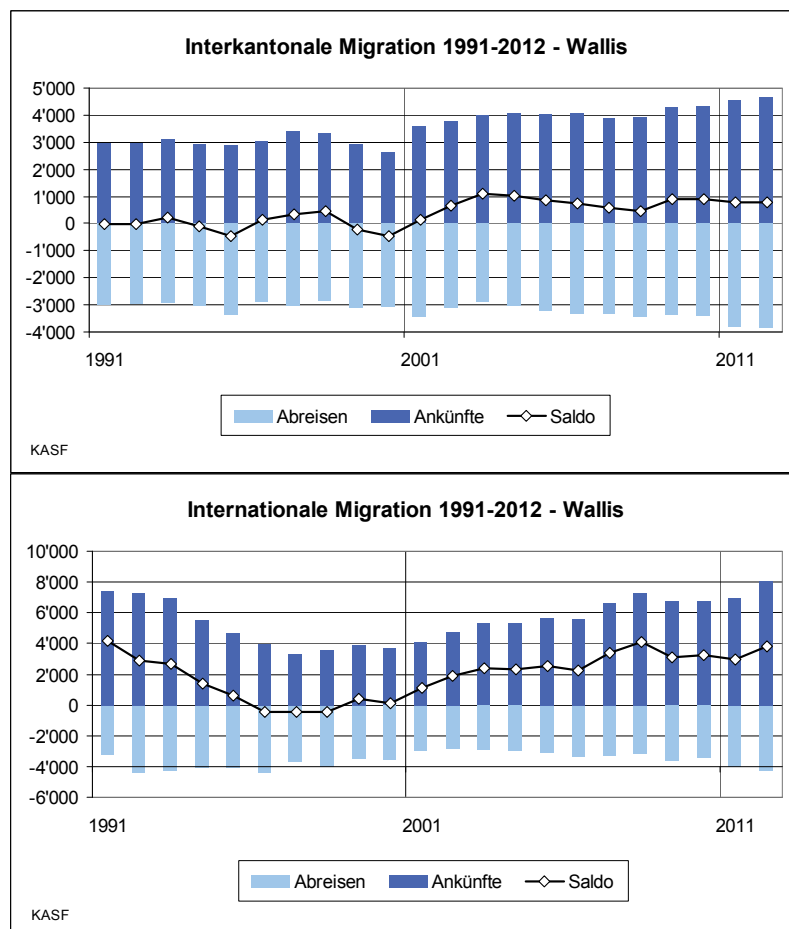 Interkantonale Migration 1991-2012 - Wallis
5'000
4'000
3'000
2'000
1'000
0
-1'000
-2'000
-3'000
-4'000
1991 2001 2011
Abreisen Ankünfte Saldo
KASF
Internationale Migration 1991-2012 - Wallis
10'000
8'000
6'000
4'000
2'000
0
-2'000
-4'000
-6'000
1991 2001 2011
Abreisen Ankünfte Saldo
KASF